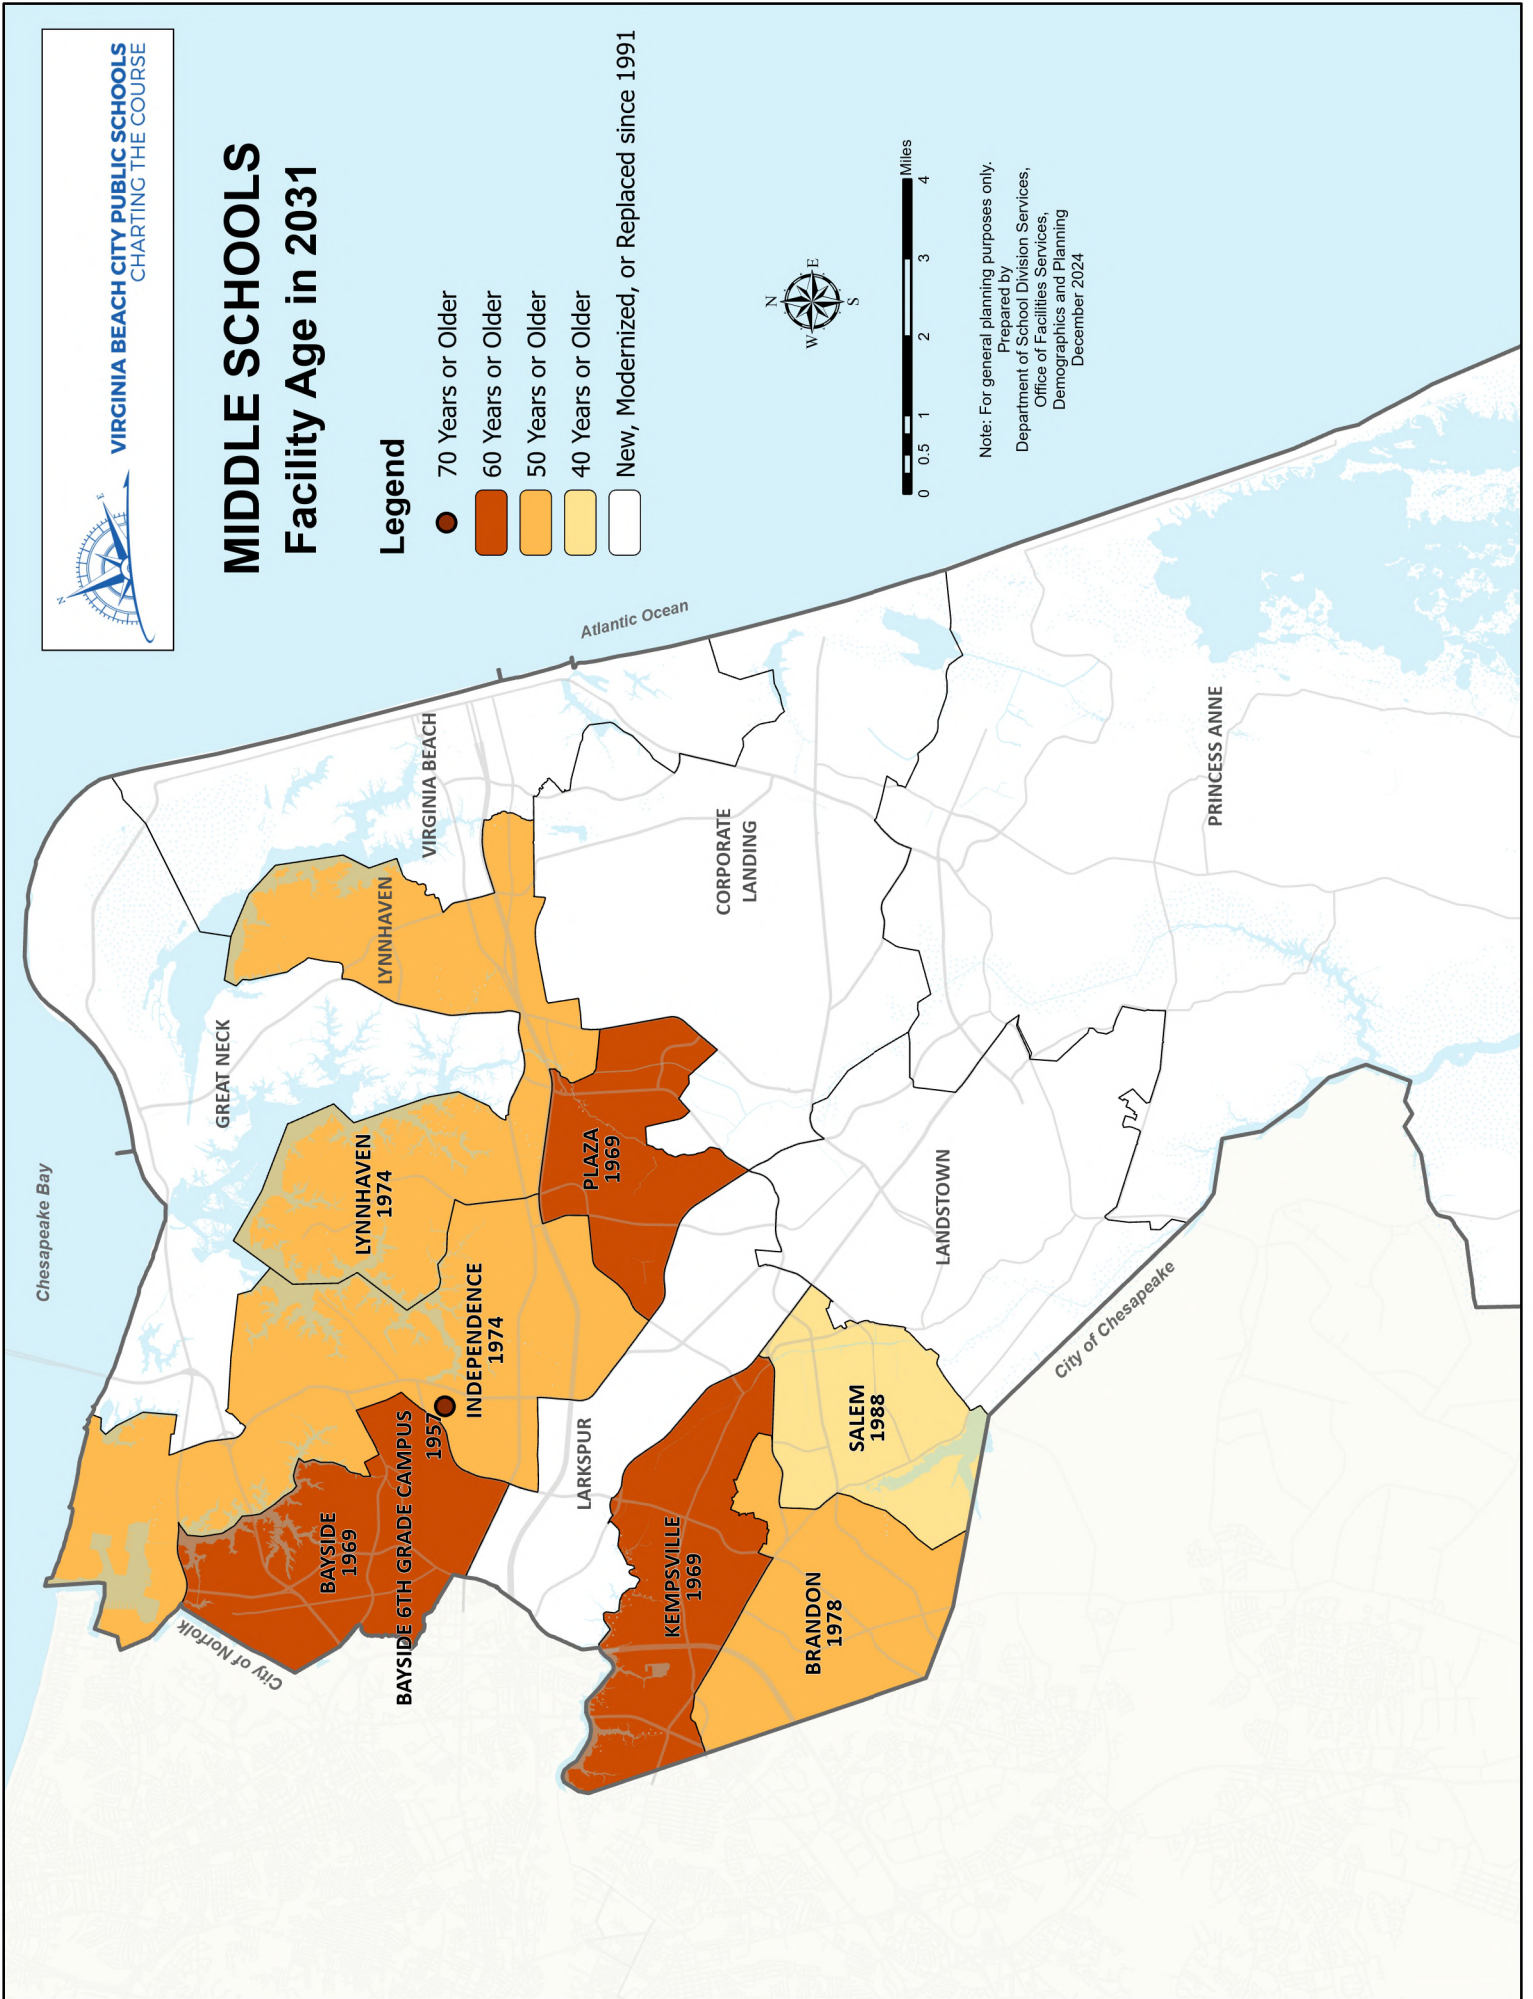 VIRGINIA BEACH CITY PUBLIC SCHOOLS
CHARTING THE COURSE
N
E
MIDDLE SCHOOLS
Facility Age in 2031
Legend
70 Years or Older
60 Years or Older
50 Years or Older
40 Years or Older
New, Modernized, or Replaced since 1991
N
W
E
S
0 0.5 1 2 3 4
Miles
Note: For general planning purposes only.
Prepared by
Department of School Division Services,
Office of Facilities Services,
Demographics and Planning
December 2024
Chesapeake Bay
Atlantic Ocean
City of Norfolk
City of Chesapeake
GREAT NECK
LYNNHAVEN
VIRGINIA BEACH
LYNNHAVEN
1974
INDEPENDENCE
1974
BAYSIDE
1969
BAYSIDE 6TH GRADE CAMPUS
1957
PLAZA
1969
LARKSPUR
KEMPSVILLE
1969
BRANDON
1978
SALEM
1988
CORPORATE
LANDING
LANDSTOWN
PRINCESS ANNE